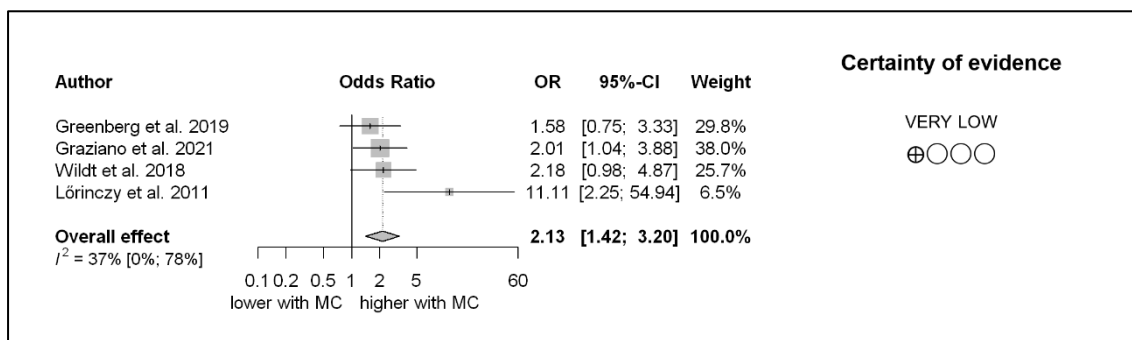 Certainty of evidence
Author Odds Ratio OR 95%-CI Weight
Greenberg et al. 2019 1.58 [0.75; 3.33] 29.8%
VERY LOW
Graziano et al. 2021 2.01 [1.04; 3.88] 38.0%
⊕◯◯◯
Wildt et al. 2018 2.18 [0.98; 4.87] 25.7%
Lőrinczy et al. 2011 11.11 [2.25; 54.94] 6.5%
Overall effect 2.13 [1.42; 3.20] 100.0%
I² = 37% [0%; 78%]
0.1 0.2 0.5 1 2 5 60
lower with MC higher with MC